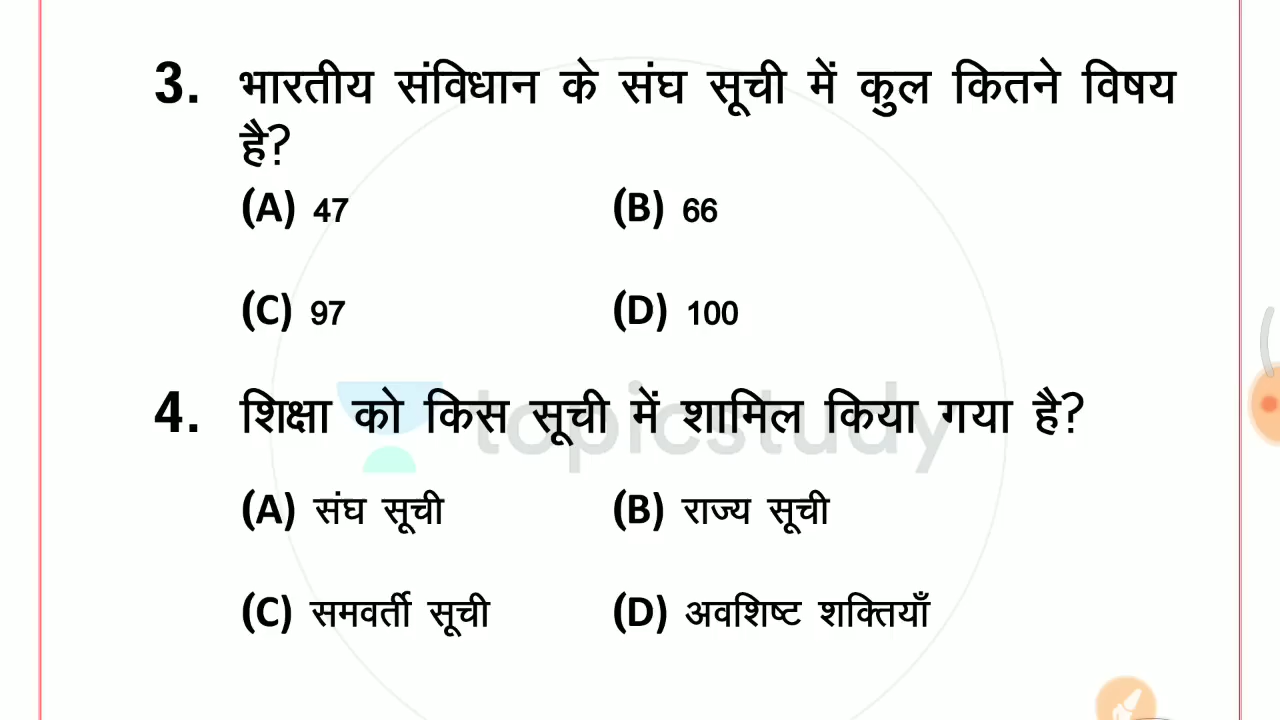 3. भारतीय संविधान के संघ सूची में कुल कितने विषय
है?
(A) 47 (B) 66
(C) 97 (D) 100
4. शिक्षा को किस सूची में शामिल किया गया है?
topicstudy
(A) संघ सूची (B) राज्य सूची
(C) समवर्ती सूची (D) अवशिष्ट शक्तियाँ